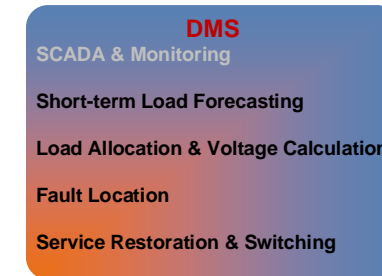 DMS
SCADA & Monitoring
Short-term Load Forecasting
Load Allocation & Voltage Calculation
Fault Location
Service Restoration & Switching